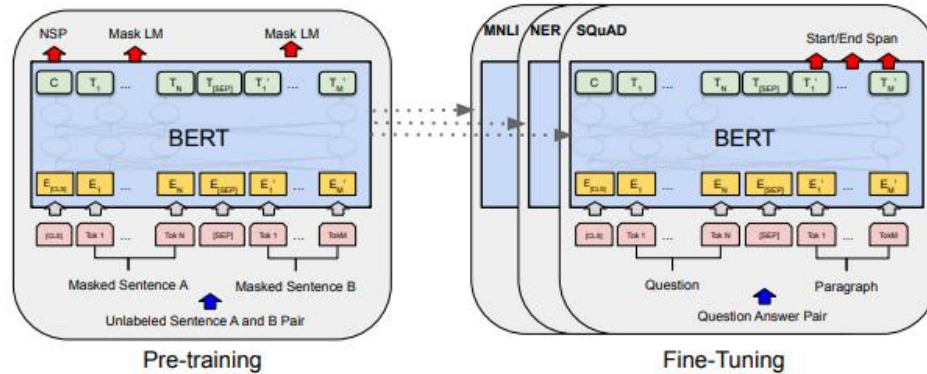 NSP Mask LM Mask LM
C T1 ... TN T[SEP] T1' ... TM'
BERT
E[CLS] E1 ... EN E[SEP] E1' ... EM'
[CLS] Tok 1 ... Tok N [SEP] Tok 1 ... TokM
Masked Sentence A Masked Sentence B
Unlabeled Sentence A and B Pair
Pre-training
MNLI NER SQuAD
Start/End Span
C T1 ... TN T[SEP] T1' ... TM'
BERT
E[CLS] E1 ... EN E[SEP] E1' ... EM'
[CLS] Tok 1 ... Tok N [SEP] Tok 1 ... TokM
Question Paragraph
Question Answer Pair
Fine-Tuning